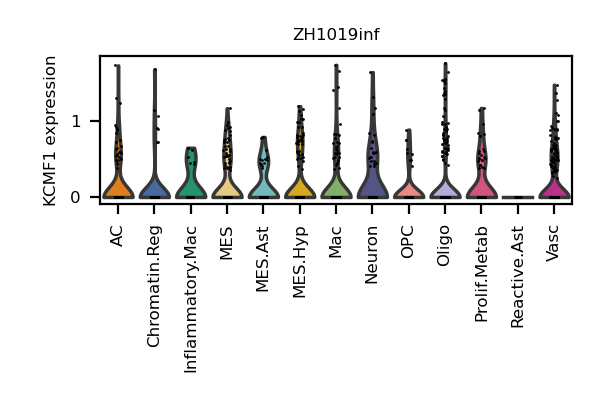 ZH1019inf
KCMF1 expression
1
0
AC
Chromatin.Reg
Inflammatory.Mac
MES
MES.Ast
MES.Hyp
Mac
Neuron
OPC
Oligo
Prolif.Metab
Reactive.Ast
Vasc